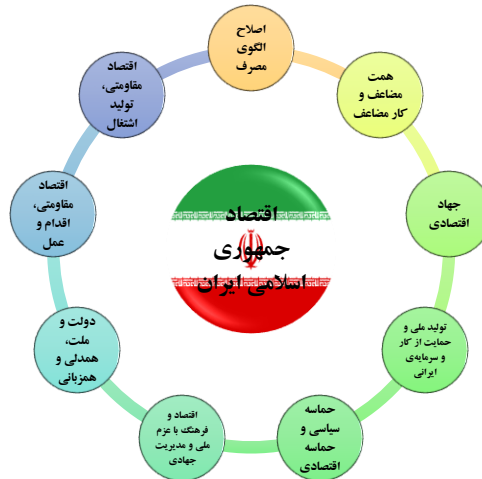 اصلاح
الگوی
مصرف
همت
مضاعف و
کار مضاعف
جهاد
اقتصادی
تولید ملی و
حمایت از کار
و سرمایه‌ی
ایرانی
حماسه
سیاسی و
حماسه
اقتصادی
اقتصاد و
فرهنگ با عزم
ملی و مدیریت
جهادی
دولت و
ملت،
همدلی و
همزبانی
اقتصاد
مقاومتی،
اقدام و
عمل
اقتصاد
مقاومتی،
تولید
اشتغال
اقتصاد
جمهوری
اسلامی ایران